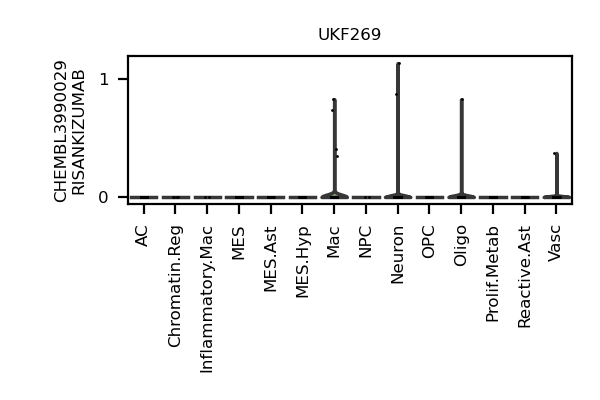 UKF269
CHEMBL3990029
RISANKIZUMAB
1
0
AC
Chromatin.Reg
Inflammatory.Mac
MES
MES.Ast
MES.Hyp
Mac
NPC
Neuron
OPC
Oligo
Prolif.Metab
Reactive.Ast
Vasc